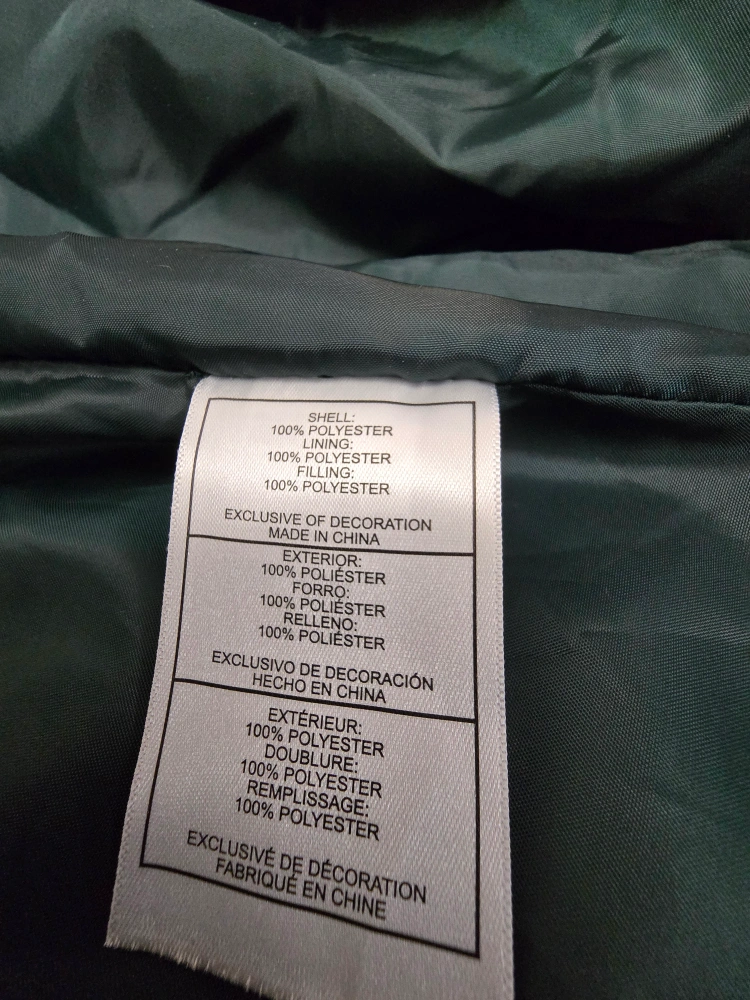 SHELL:
100% POLYESTER
LINING:
100% POLYESTER
FILLING:
100% POLYESTER
EXCLUSIVE OF DECORATION
MADE IN CHINA
EXTERIOR:
100% POLIÉSTER
FORRO:
100% POLIÉSTER
RELLENO:
100% POLIÉSTER
EXCLUSIVO DE DECORACIÓN
HECHO EN CHINA
EXTÉRIEUR:
100% POLYESTER
DOUBLURE:
100% POLYESTER
REMPLISSAGE:
100% POLYESTER
EXCLUSIVÉ DE DÉCORATION
FABRIQUÉ EN CHINE